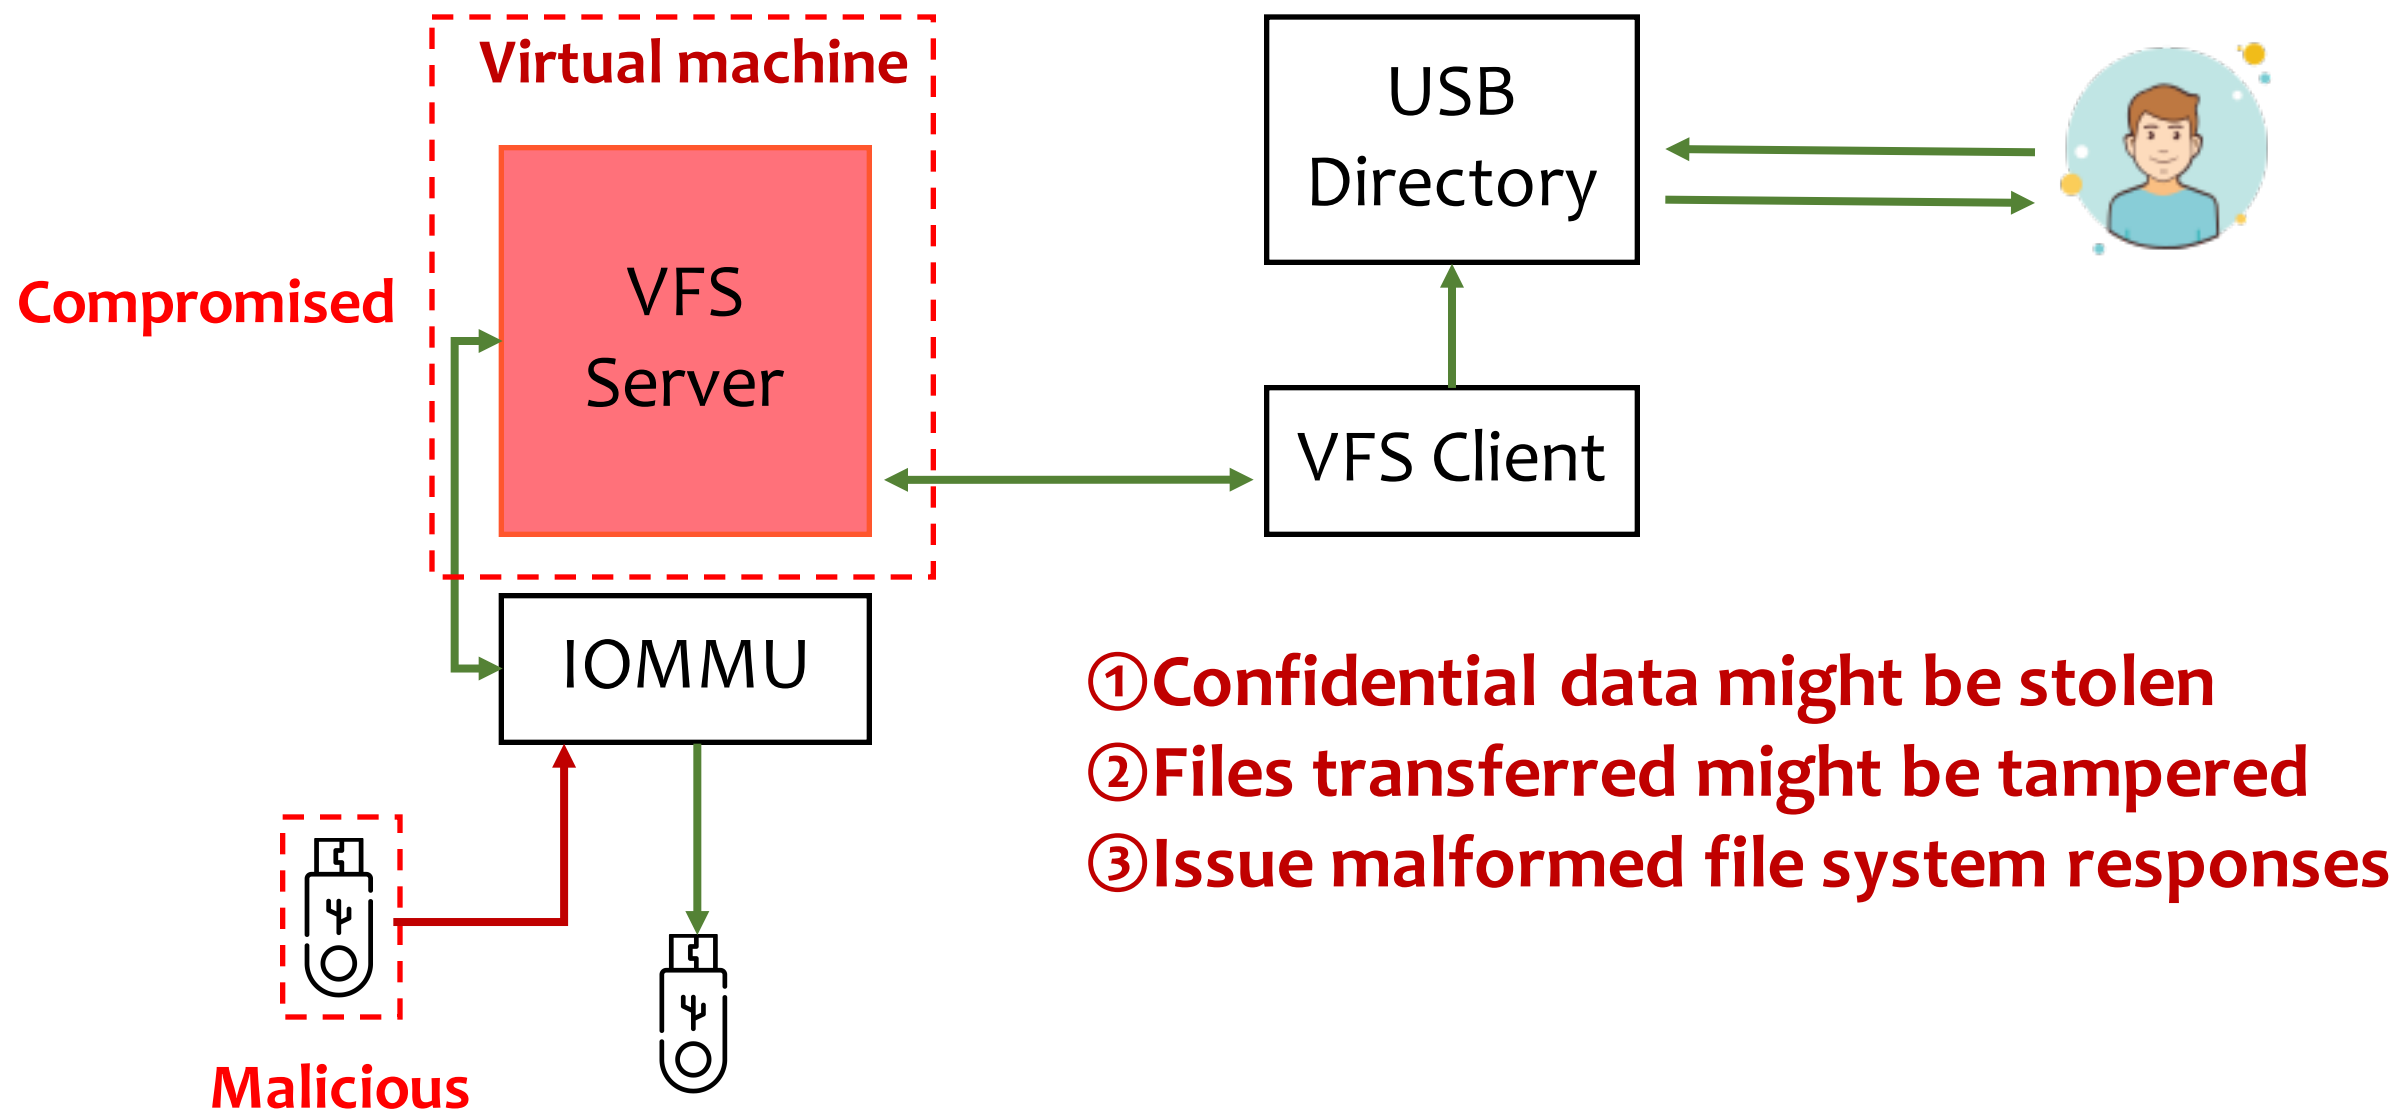 Virtual machine
USB
Directory
Compromised
VFS
Server
VFS Client
IOMMU
①Confidential data might be stolen
②Files transferred might be tampered
③Issue malformed file system responses
Malicious